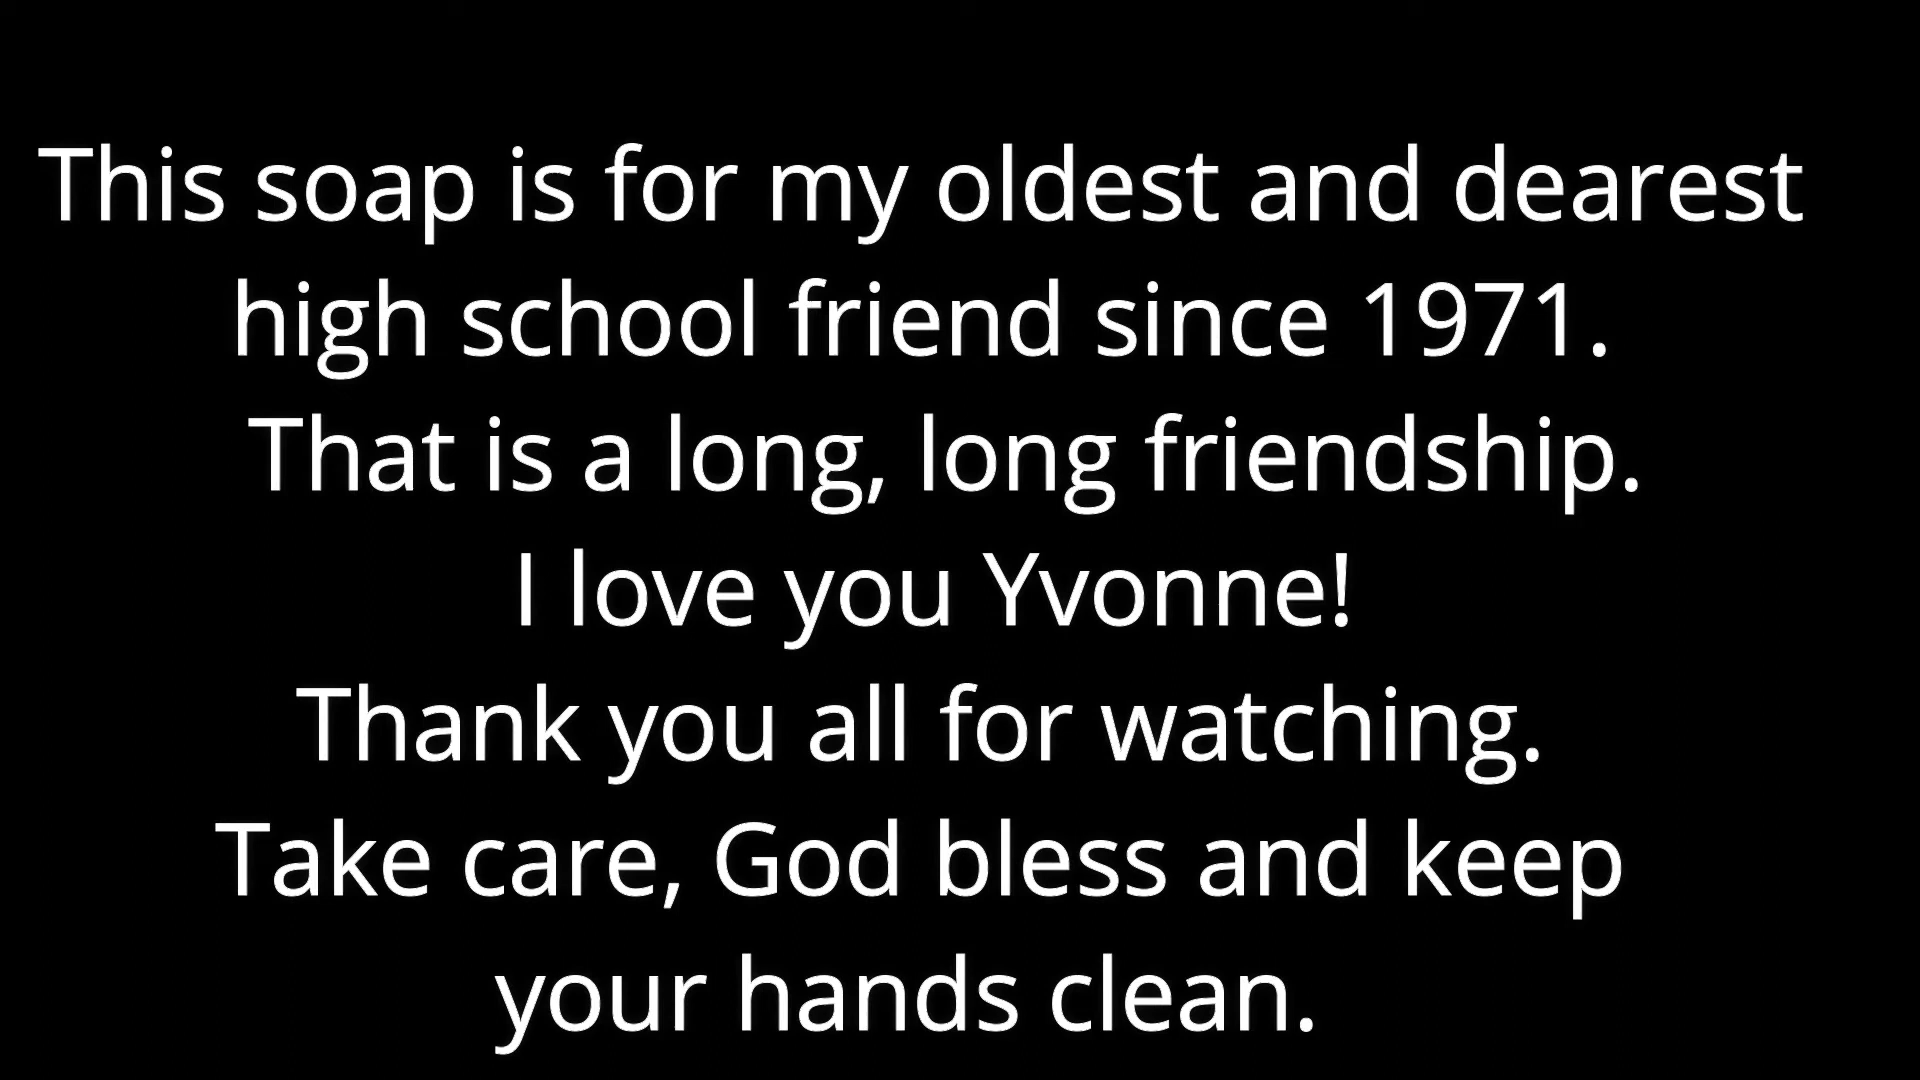 This soap is for my oldest and dearest
high school friend since 1971.
That is a long, long friendship.
I love you Yvonne!
Thank you all for watching.
Take care, God bless and keep
your hands clean.